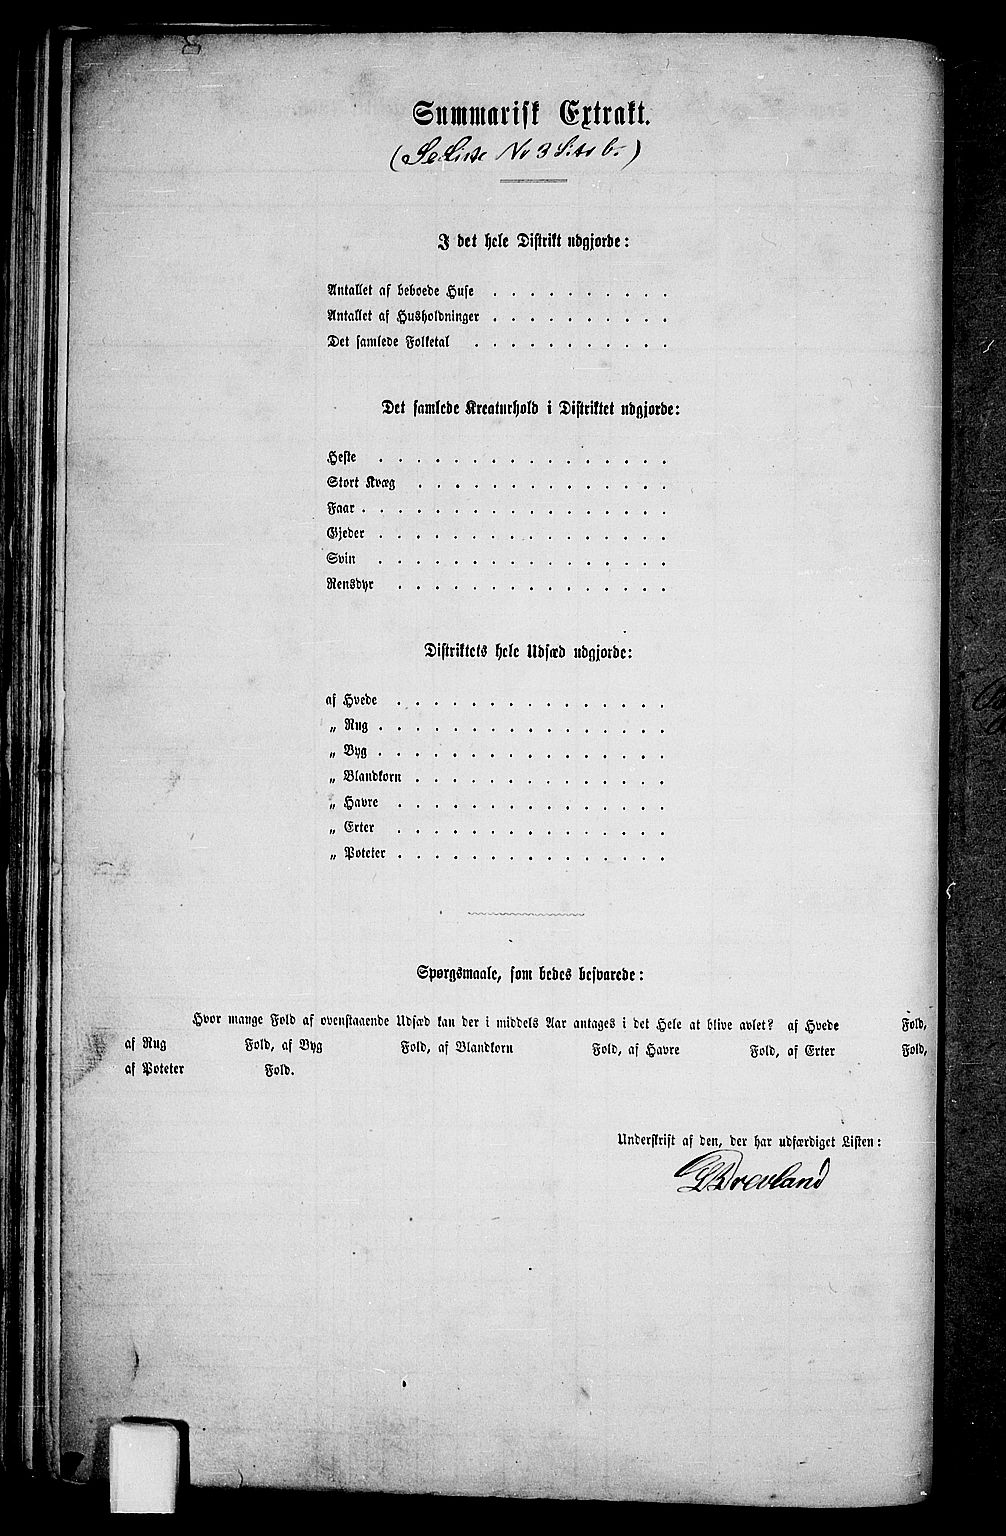 Summarisk Extrakt.
(Se Liste No 3 Litr b.)
I det hele Distrikt udgjorde:
Antallet af beboede Huse . . . . . . . . . .
Antallet af Husholdninger . . . . . . . . . .
Det samlede Folketal . . . . . . . . . . .
Det samlede Kreaturhold i Distriktet udgjorde:
Heste . . . . . . . . . . . . . . . .
Stort Kvæg . . . . . . . . . . . . . .
Faar . . . . . . . . . . . . . . . . .
Gjeder . . . . . . . . . . . . . . . .
Svin . . . . . . . . . . . . . . . .
Rensdyr . . . . . . . . . . . . . . .
Distriktets hele Udsæd udgjorde:
af Hvede . . . . . . . . . . . . . . .
„ Rug . . . . . . . . . . . . . . . .
„ Byg . . . . . . . . . . . . . . . .
„ Blandkorn . . . . . . . . . . . . . .
„ Havre . . . . . . . . . . . . . . .
„ Erter . . . . . . . . . . . . . . .
„ Poteter . . . . . . . . . . . . . . .
Spørgsmaale, som bedes besvarede:
Hvor mange Fold af ovenstaaende Udsæd kan der i middels Aar antages i det Hele at blive avlet? af Hvede Fold,
af Rug Fold, af Byg Fold, af Blandkorn Fold, af Havre Fold, af Erter Fold,
af Poteter Fold.
Underskrift af den, der har udfærdiget Listen:
Drevland